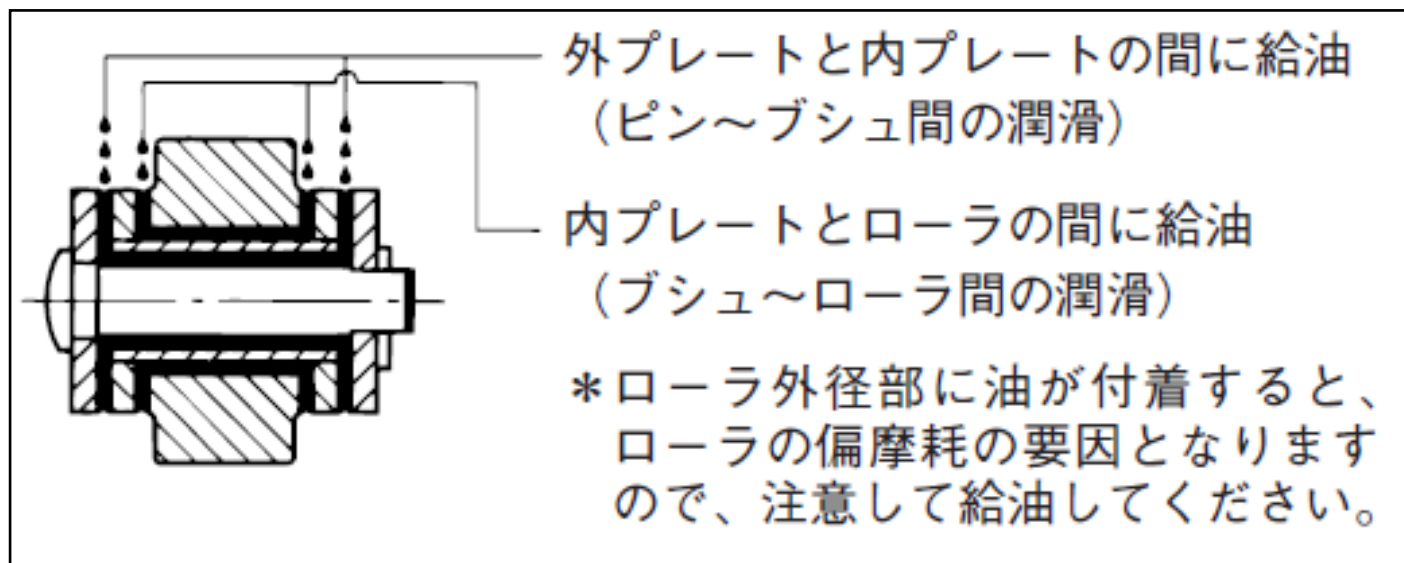 外プレートと内プレートの間に給油
（ピン～ブシュ間の潤滑）
内プレートとローラの間に給油
（ブシュ～ローラ間の潤滑）
＊ローラ外径部に油が付着すると、
ローラの偏摩耗の要因となります
ので、注意して給油してください。